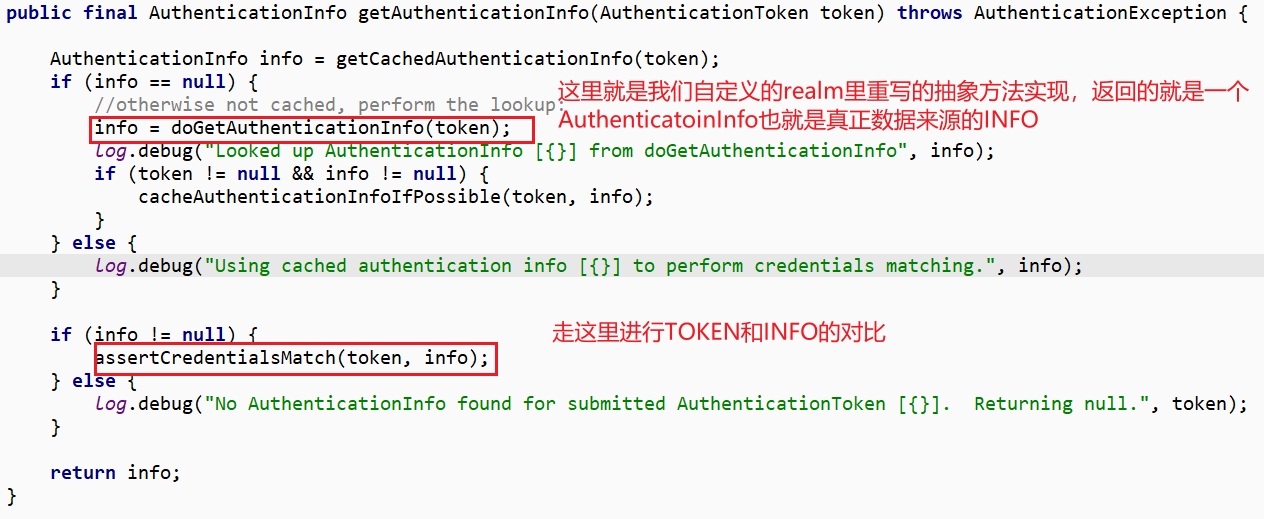 public final AuthenticationInfo getAuthenticationInfo(AuthenticationToken token) throws AuthenticationException {
AuthenticationInfo info = getCachedAuthenticationInfo(token);
if (info == null) {
//otherwise not cached, perform the lookup:
这里就是我们自定义的realm里重写的抽象方法实现，返回的就是一个
info = doGetAuthenticationInfo(token);
AuthenticatoinInfo也就是真正数据来源的INFO
log.debug("Looked up AuthenticationInfo [{}] from doGetAuthenticationInfo", info);
if (token != null && info != null) {
cacheAuthenticationInfoIfPossible(token, info);
}
} else {
log.debug("Using cached authentication info [{}] to perform credentials matching.", info);
}
if (info != null) {
走这里进行TOKEN和INFO的对比
assertCredentialsMatch(token, info);
} else {
log.debug("No AuthenticationInfo found for submitted AuthenticationToken [{}].  Returning null.", token);
}
return info;
}